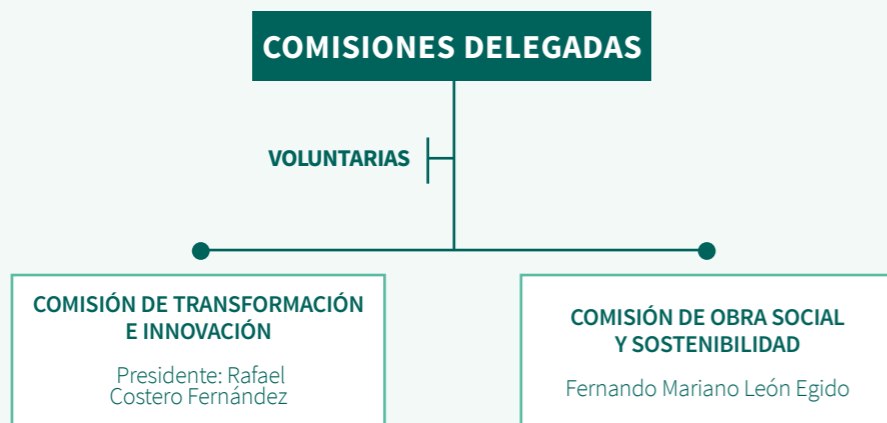 COMISIONES DELEGADAS
VOLUNTARIAS
COMISIÓN DE TRANSFORMACIÓN
E INNOVACIÓN
Presidente: Rafael
Costero Fernández
COMISIÓN DE OBRA SOCIAL
Y SOSTENIBILIDAD
Fernando Mariano León Egido